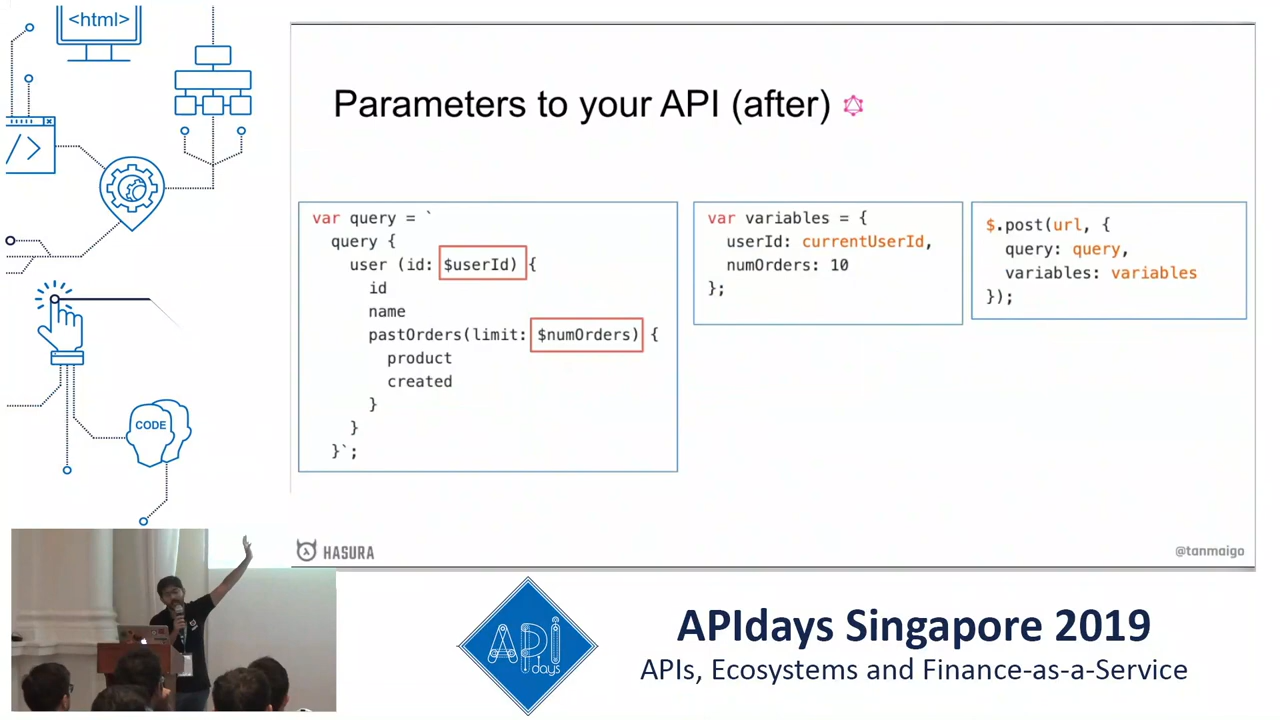 <html>
Parameters to your API (after)
</>
var query = `
query {
user (id: $userId) {
id
name
pastOrders(limit: $numOrders) {
product
created
}
}
}`;
var variables = {
userId: currentUserId,
numOrders: 10
};
$.post(url, {
query: query,
variables: variables
});
CODE
HASURA
@tanmaigo
API
days
APIdays Singapore 2019
APIs, Ecosystems and Finance-as-a-Service